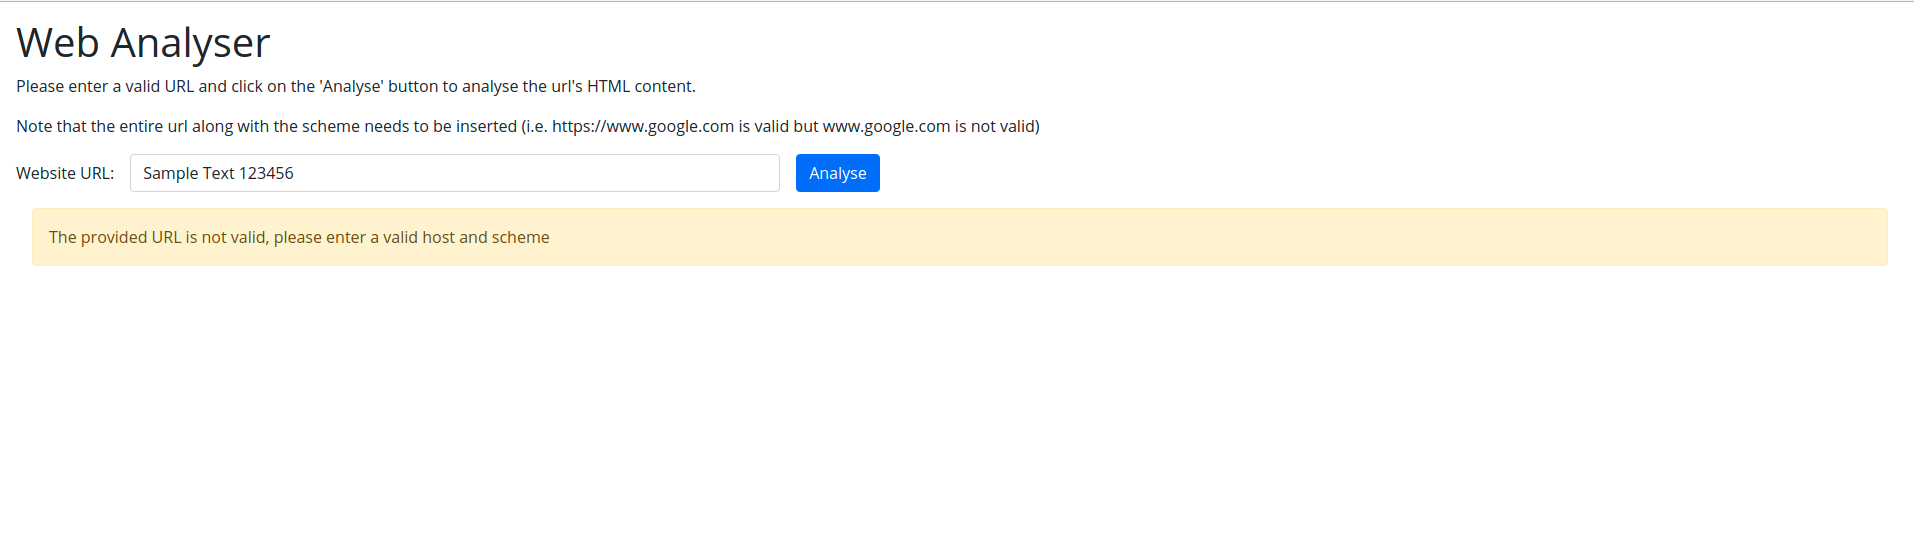 Web Analyser
Please enter a valid URL and click on the 'Analyse' button to analyse the url's HTML content.
Note that the entire url along with the scheme needs to be inserted (i.e. https://www.google.com is valid but www.google.com is not valid)
Website URL: Sample Text 123456 Analyse
The provided URL is not valid, please enter a valid host and scheme